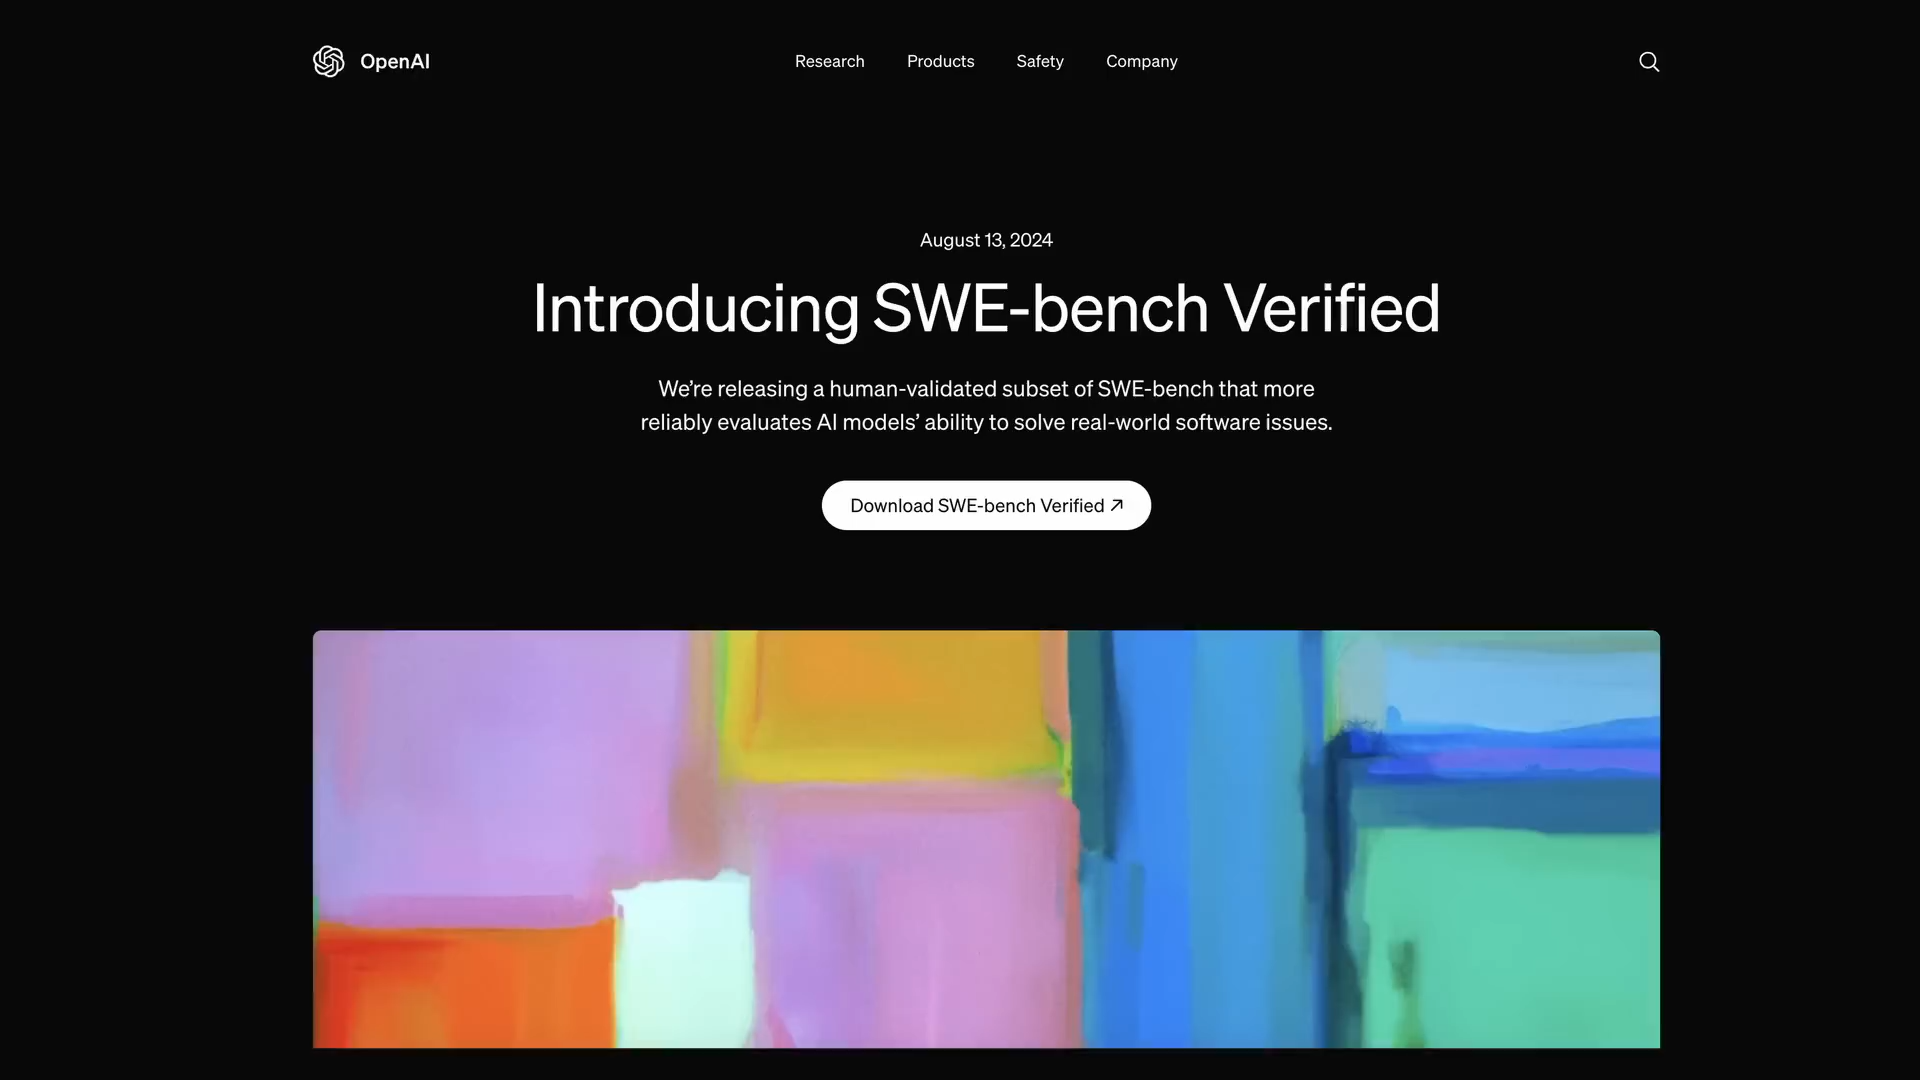 OpenAI
Research
Products
Safety
Company
August 13, 2024
Introducing SWE-bench Verified
We’re releasing a human-validated subset of SWE-bench that more
reliably evaluates AI models’ ability to solve real-world software issues.
Download SWE-bench Verified ↗